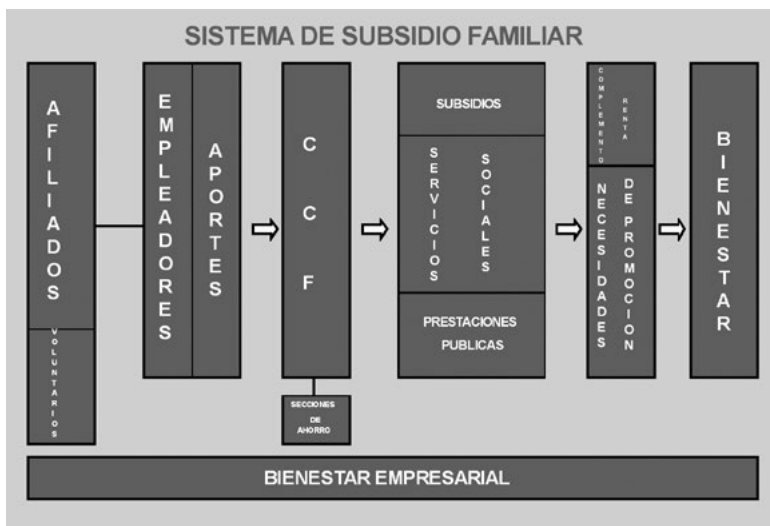 SISTEMA DE SUBSIDIO FAMILIAR
AFILIADOS
VOLUNTARIOS
EMPLEADORES
APORTES
CCF
SECCIONES
DE
AHORRO
SUBSIDIOS
SERVICIOS
SOCIALES
PRESTACIONES
PUBLICAS
COMPLEMENTO
RENTA
NECESIDADES
DE PROMOCION
BIENESTAR
BIENESTAR EMPRESARIAL